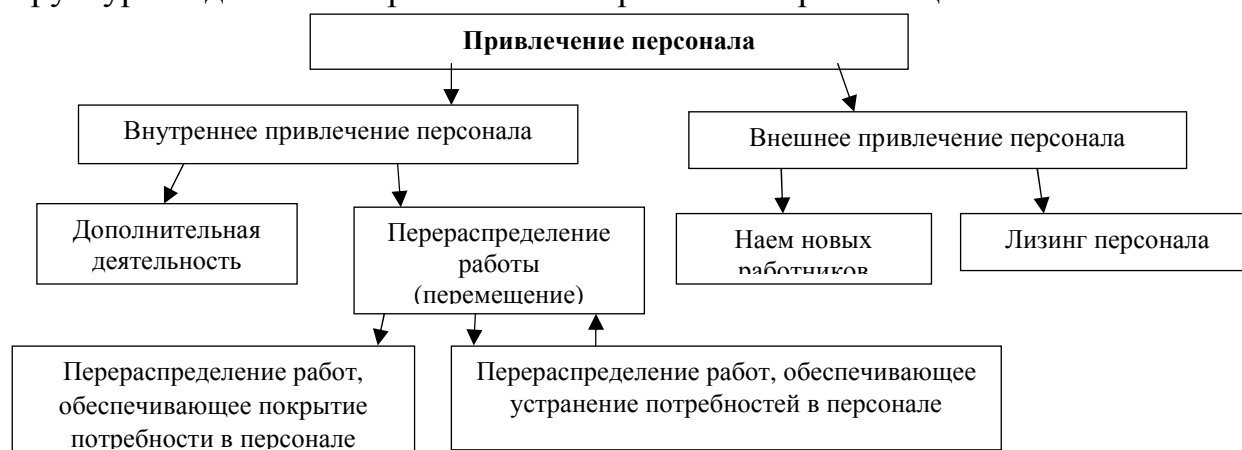 Привлечение персонала
Внутреннее привлечение персонала
Внешнее привлечение персонала
Дополнительная
деятельность
Перераспределение
работы
(перемещение)
Наем новых
работников
Лизинг персонала
Перераспределение работ,
обеспечивающее покрытие
потребности в персонале
Перераспределение работ, обеспечивающее
устранение потребностей в персонале